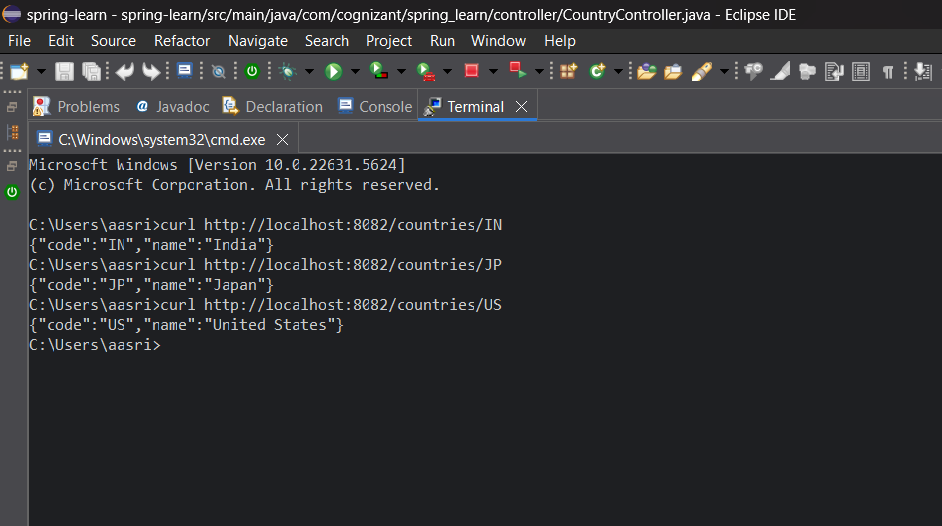 spring-learn - spring-learn/src/main/java/com/cognizant/spring_learn/controller/CountryController.java - Eclipse IDE
File Edit Source Refactor Navigate Search Project Run Window Help
Problems @ Javadoc Declaration Console Terminal
C:\Windows\system32\cmd.exe
Microsoft Windows [Version 10.0.22631.5624]
(c) Microsoft Corporation. All rights reserved.
C:\Users\aasri>curl http://localhost:8082/countries/IN
{"code":"IN","name":"India"}
C:\Users\aasri>curl http://localhost:8082/countries/JP
{"code":"JP","name":"Japan"}
C:\Users\aasri>curl http://localhost:8082/countries/US
{"code":"US","name":"United States"}
C:\Users\aasri>